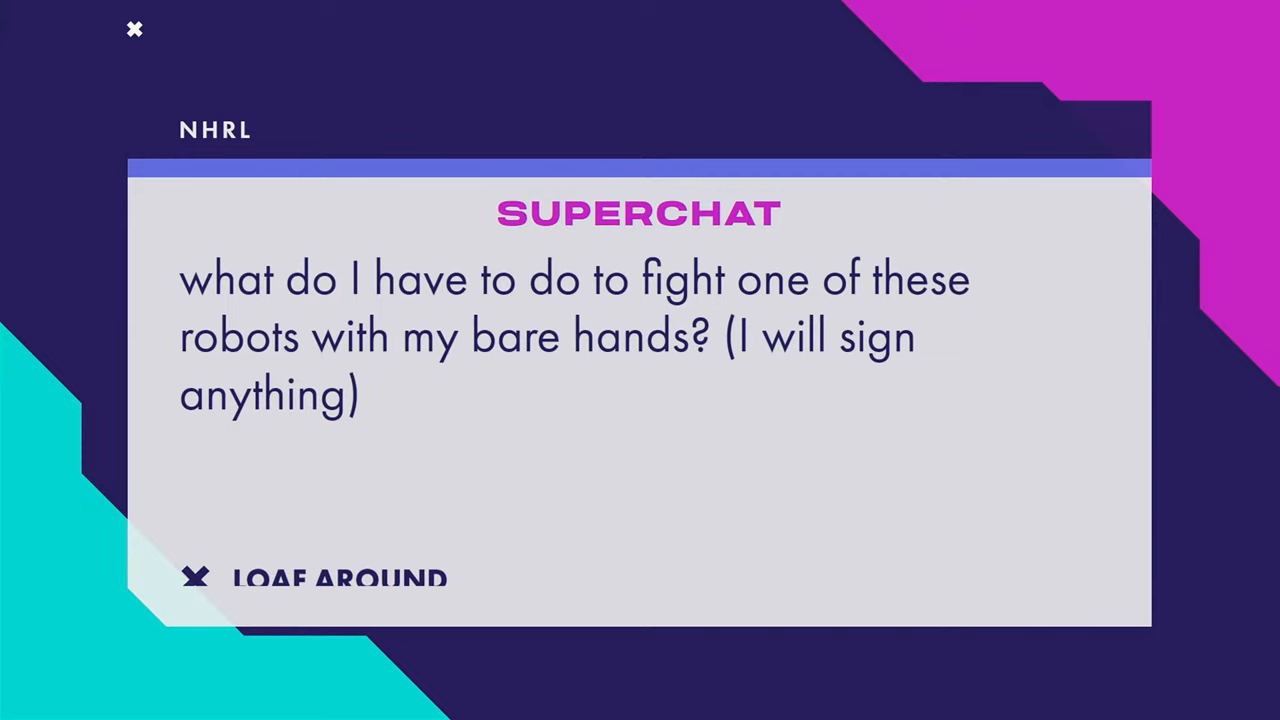 NHRL
SUPERCHAT
what do I have to do to fight one of these
robots with my bare hands? (I will sign
anything)
LOAF AROUND